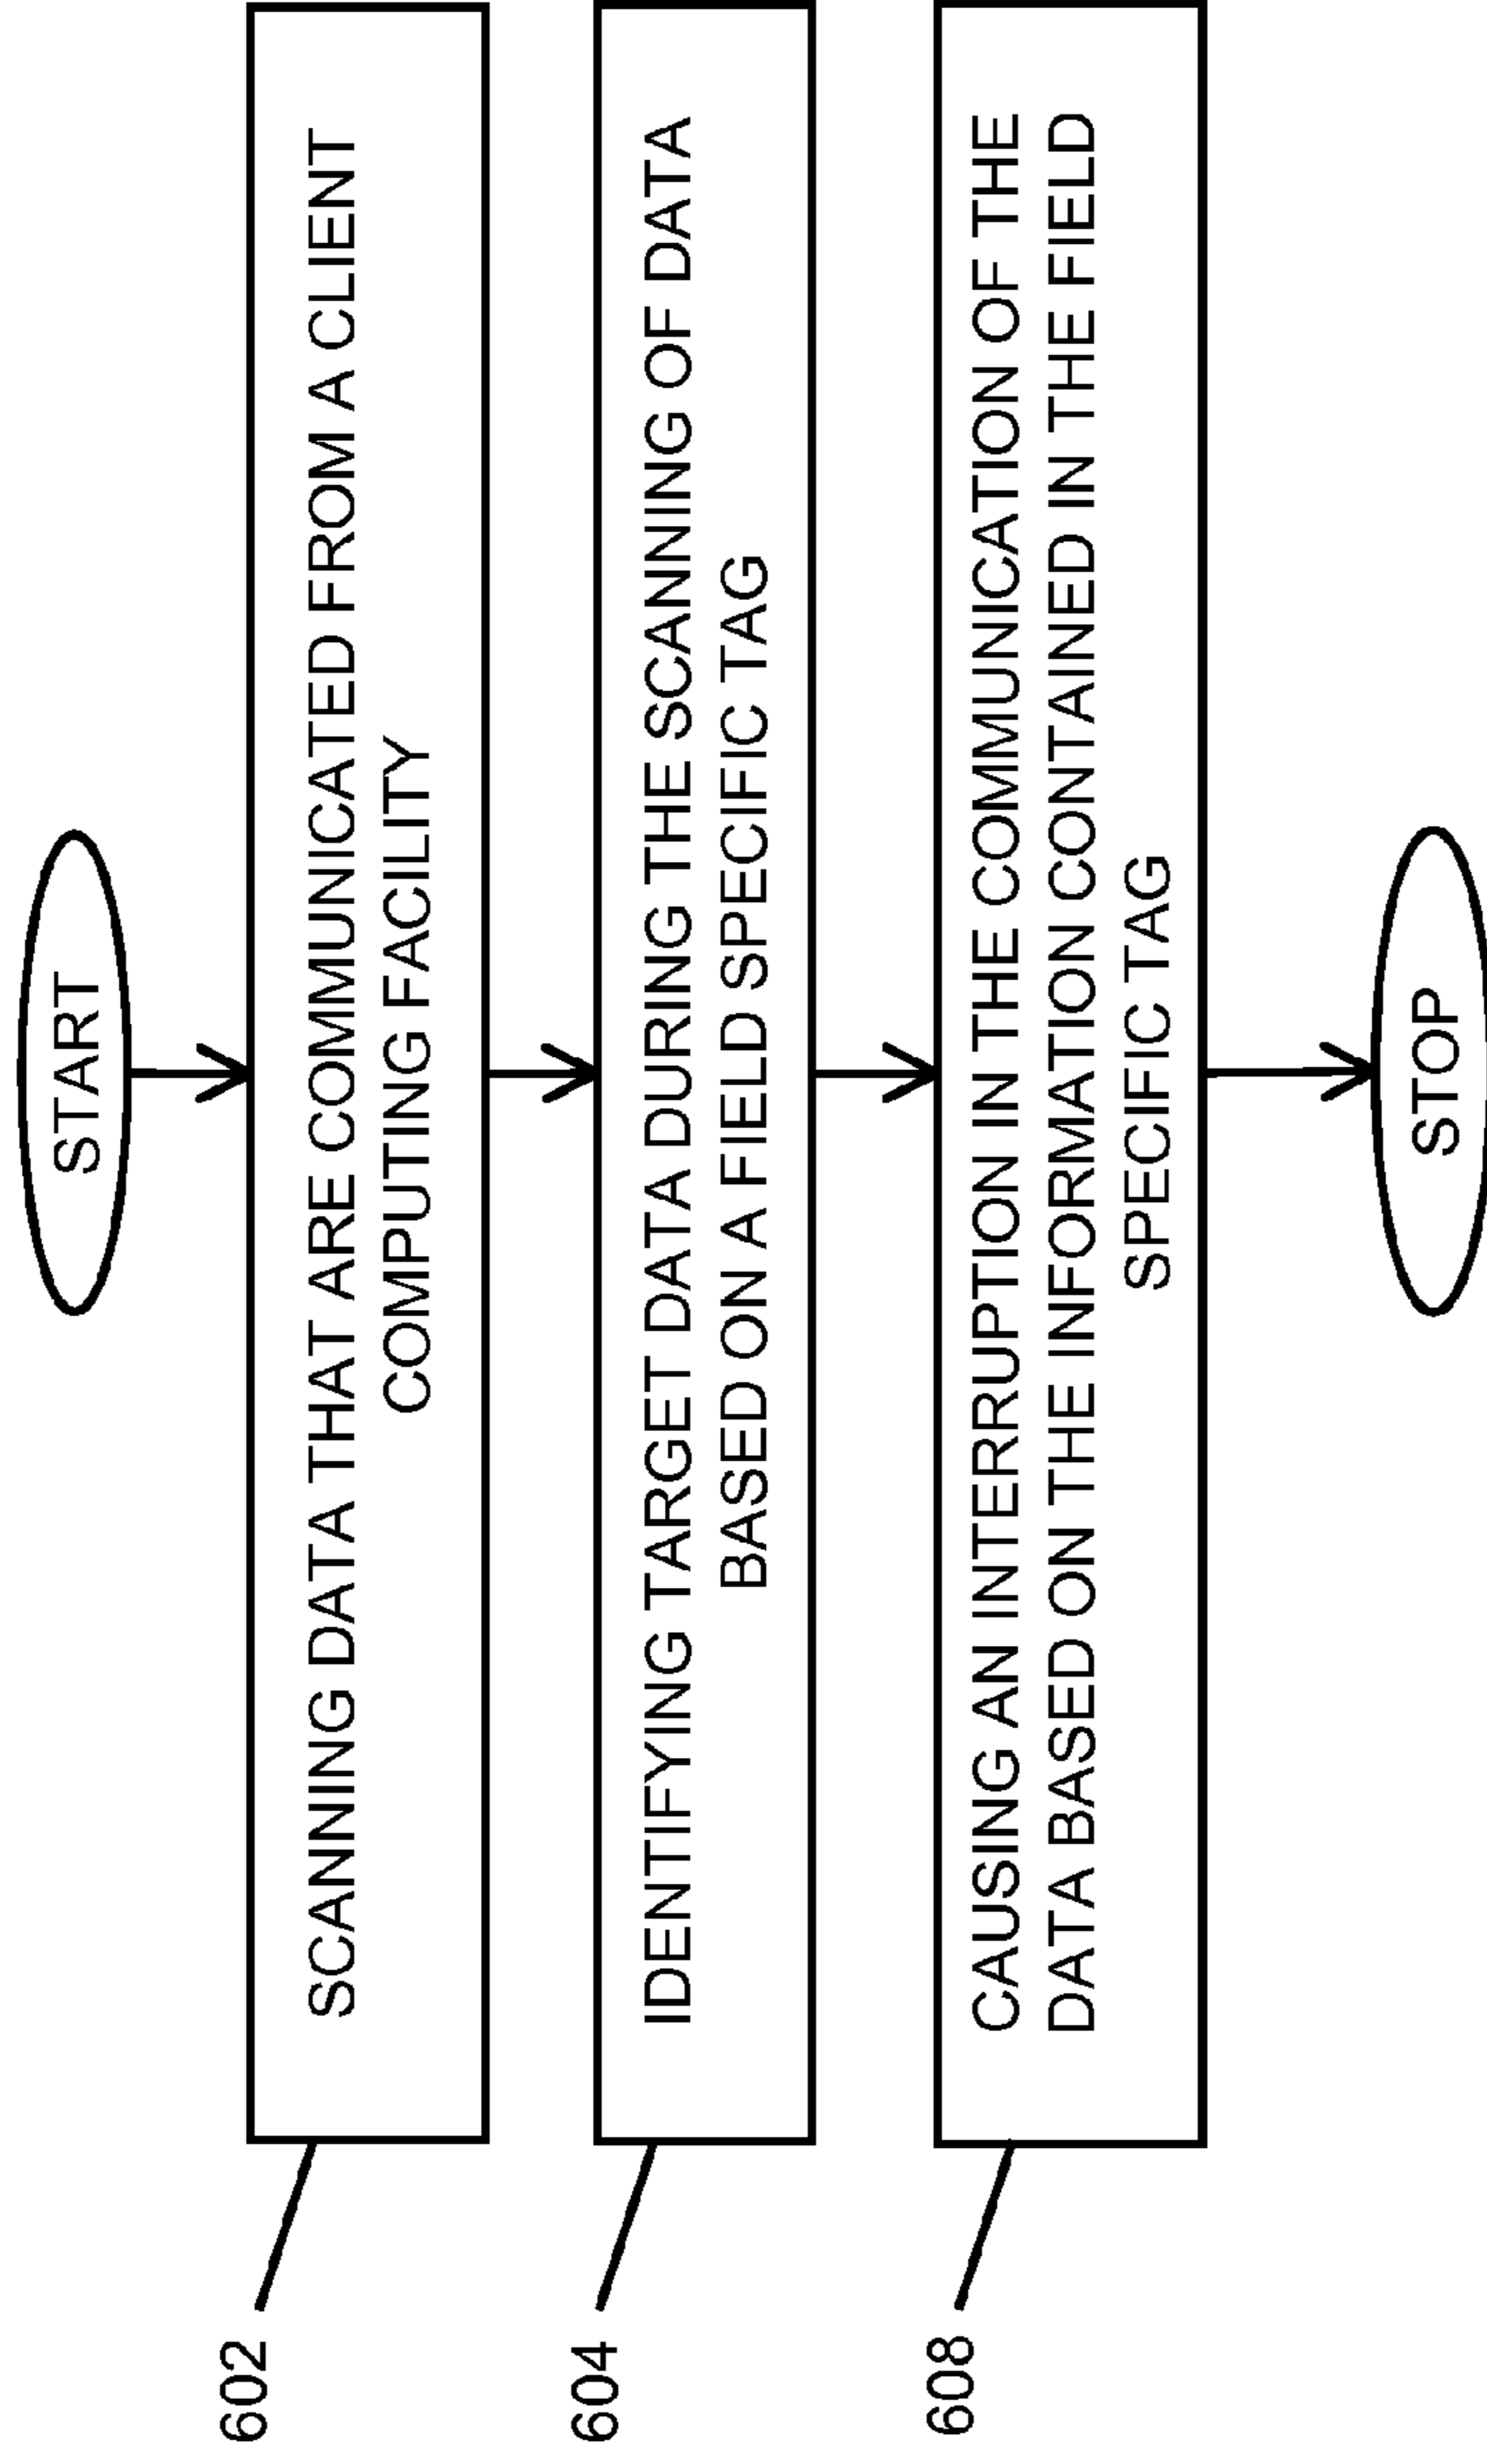 START
602
SCANNING DATA THAT ARE COMMUNICATED FROM A CLIENT
COMPUTING FACILITY
604
IDENTIFYING TARGET DATA DURING THE SCANNING OF DATA
BASED ON A FIELD SPECIFIC TAG
608
CAUSING AN INTERRUPTION IN THE COMMUNICATION OF THE
DATA BASED ON THE INFORMATION CONTAINED IN THE FIELD
SPECIFIC TAG
STOP